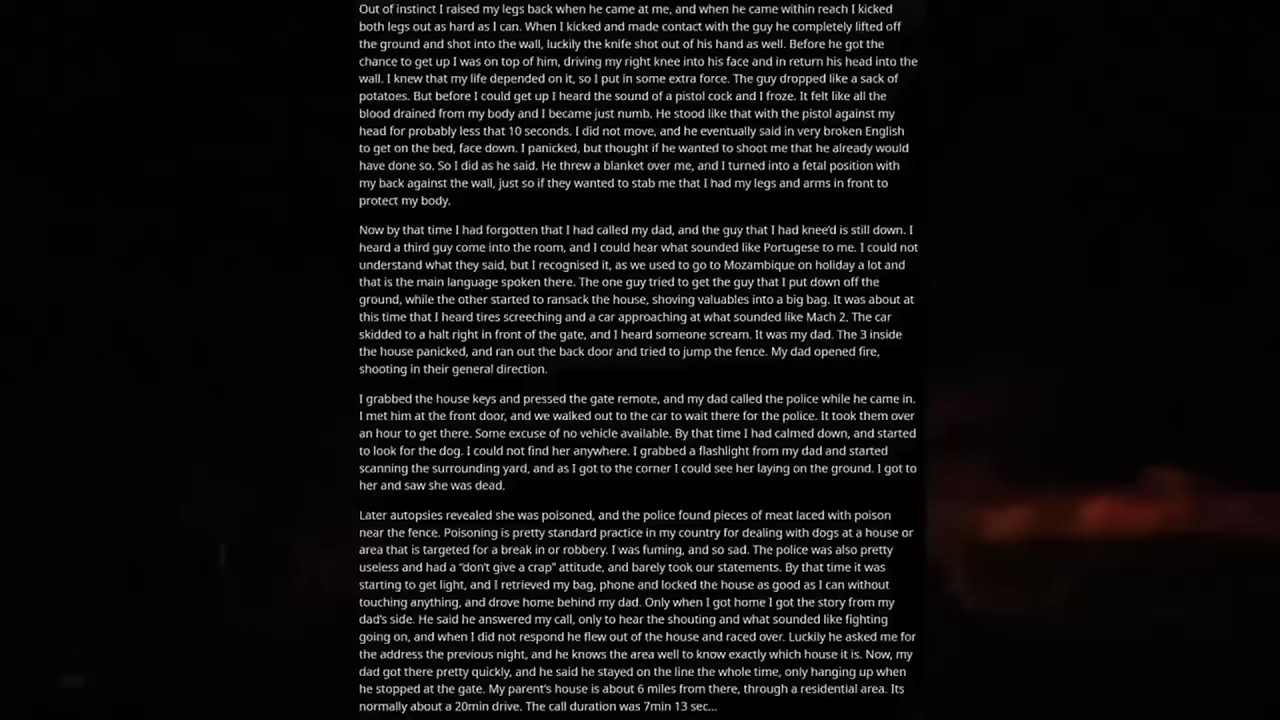 Out of instinct I raised my legs back when he came at me, and when he came within reach I kicked
both legs out as hard as I can. When I kicked and made contact with the guy he completely lifted off
the ground and shot into the wall, luckily the knife shot out of his hand as well. Before he got the
chance to get up I was on top of him, driving my right knee into his face and in return his head into the
wall. I knew that my life depended on it, so I put in some extra force. The guy dropped like a sack of
potatoes. But before I could get up I heard the sound of a pistol cock and I froze. It felt like all the
blood drained from my body and I became just numb. He stood like that with the pistol against my
head for probably less that 10 seconds. I did not move, and he eventually said in very broken English
to get on the bed, face down. I panicked, but thought if he wanted to shoot me that he already would
have done so. So I did as he said. He threw a blanket over me, and I turned into a fetal position with
my back against the wall, just so if they wanted to stab me that I had my legs and arms in front to
protect my body.
Now by that time I had forgotten that I had called my dad, and the guy that I had knee'd is still down. I
heard a third guy come into the room, and I could hear what sounded like Portugese to me. I could not
understand what they said, but I recognised it, as we used to go to Mozambique on holiday a lot and
that is the main language spoken there. The one guy tried to get the guy that I put down off the
ground, while the other started to ransack the house, shoving valuables into a big bag. It was about at
this time that I heard tires screeching and a car approaching at what sounded like Mach 2. The car
skidded to a halt right in front of the gate, and I heard someone scream. It was my dad. The 3 inside
the house panicked, and ran out the back door and tried to jump the fence. My dad opened fire,
shooting in their general direction.
I grabbed the house keys and pressed the gate remote, and my dad called the police while he came in.
I met him at the front door, and we walked out to the car to wait there for the police. It took them over
an hour to get there. Some excuse of no vehicle available. By that time I had calmed down, and started
to look for the dog. I could not find her anywhere. I grabbed a flashlight from my dad and started
scanning the surrounding yard, and as I got to the corner I could see her laying on the ground. I got to
her and saw she was dead.
Later autopsies revealed she was poisoned, and the police found pieces of meat laced with poison
near the fence. Poisoning is pretty standard practice in my country for dealing with dogs at a house or
area that is targeted for a break in or robbery. I was fuming, and so sad. The police was also pretty
useless and had a “don't give a crap” attitude, and barely took our statements. By that time it was
starting to get light, and I retrieved my bag, phone and locked the house as good as I can without
touching anything, and drove home behind my dad. Only when I got home I got the story from my
dad's side. He said he answered my call, only to hear the shouting and what sounded like fighting
going on, and when I did not respond he flew out of the house and raced over. Luckily he asked me for
the address the previous night, and he knows the area well to know exactly which house it is. Now, my
dad got there pretty quickly, and he said he stayed on the line the whole time, only hanging up when
he stopped at the gate. My parent's house is about 6 miles from there, through a residential area. Its
normally about a 20min drive. The call duration was 7min 13 sec...